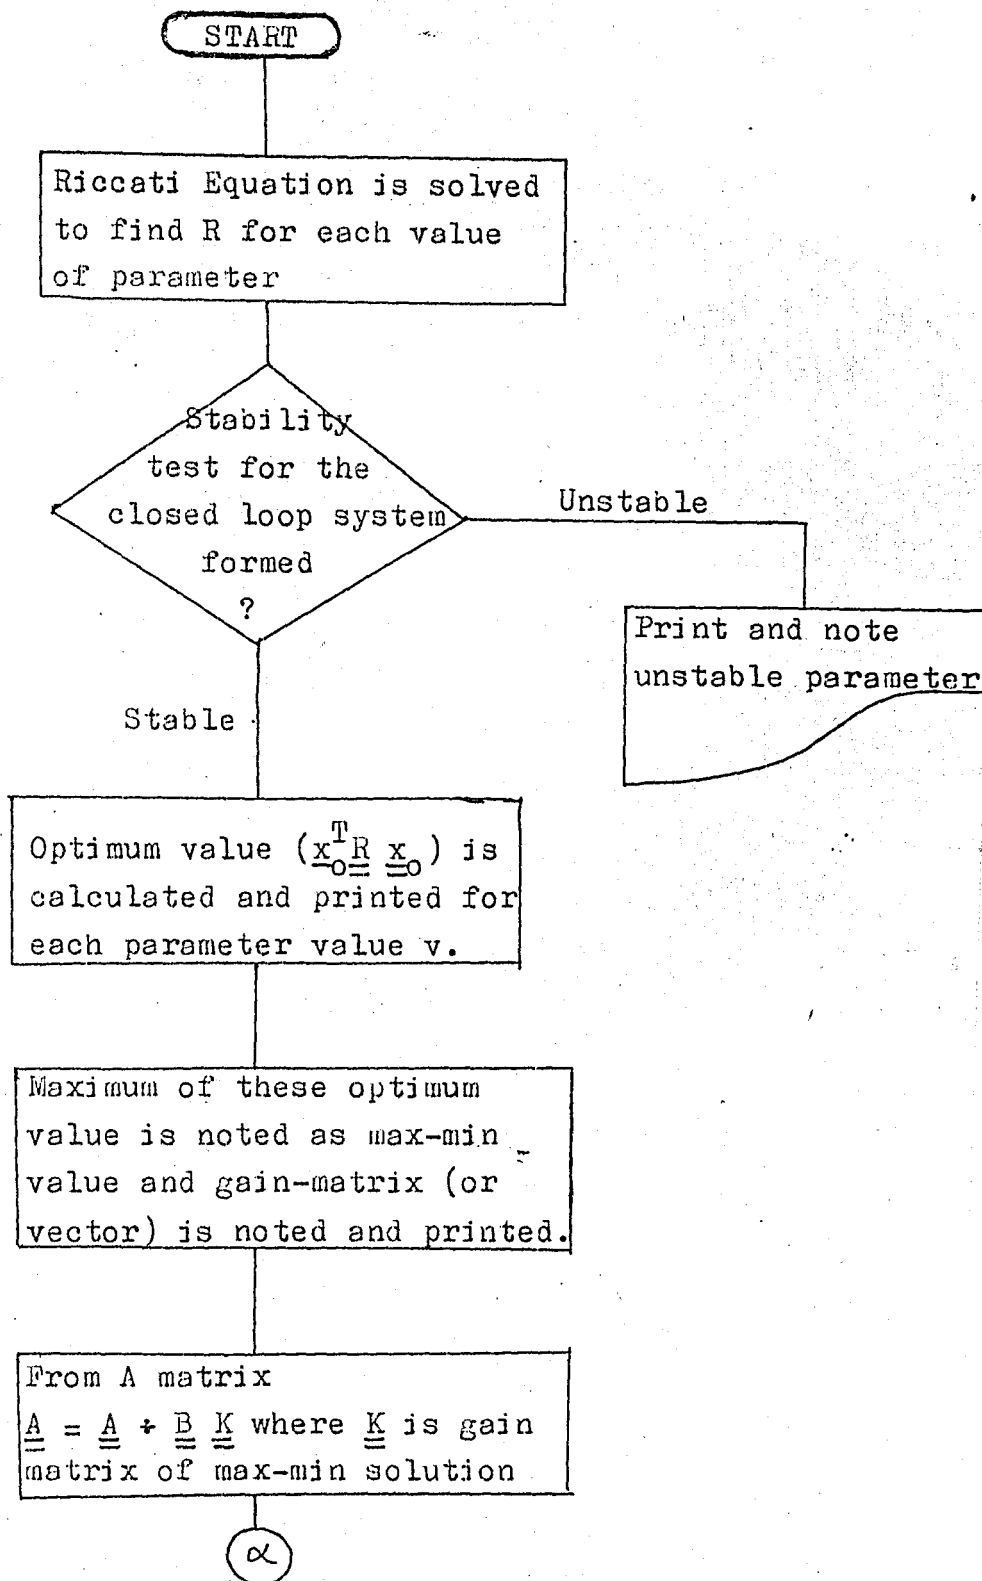 START
Riccati Equation is solved
to find R for each value
of parameter
Stability
test for the
closed loop system
formed
?
Unstable
Print and note
unstable parameter
Stable
Optimum value (x₀ᵀ R x₀) is
calculated and printed for
each parameter value v.
Maximum of these optimum
value is noted as max-min
value and gain-matrix (or
vector) is noted and printed.
From A matrix
A = A + B K where K is gain
matrix of max-min solution
α